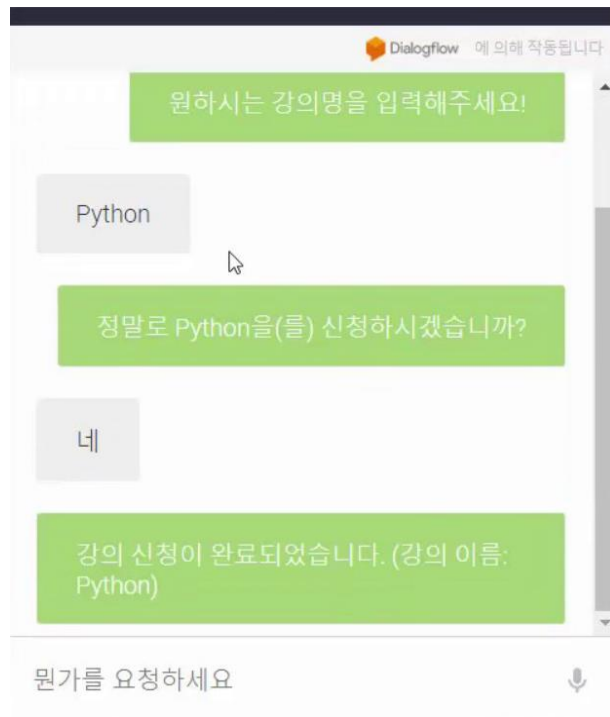 Dialogflow 에 의해 작동됩니다
원하시는 강의명을 입력해주세요!
Python
정말로 Python을(를) 신청하시겠습니까?
네
강의 신청이 완료되었습니다. (강의 이름:
Python)
뭔가를 요청하세요